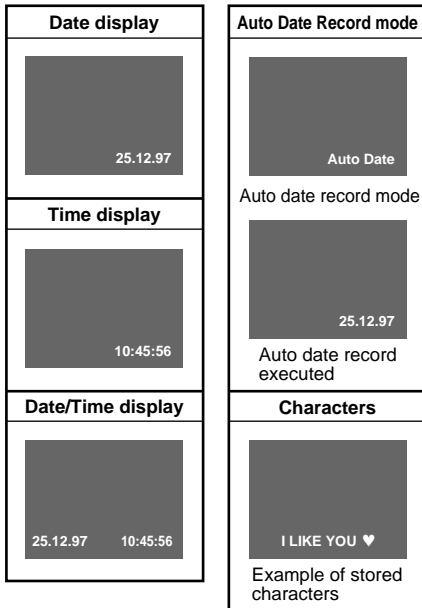 Date display
25.12.97
Time display
10:45:56
Date/Time display
25.12.97 10:45:56
Auto Date Record mode
Auto Date
Auto date record mode
25.12.97
Auto date record
executed
Characters
I LIKE YOU ♥
Example of stored
characters